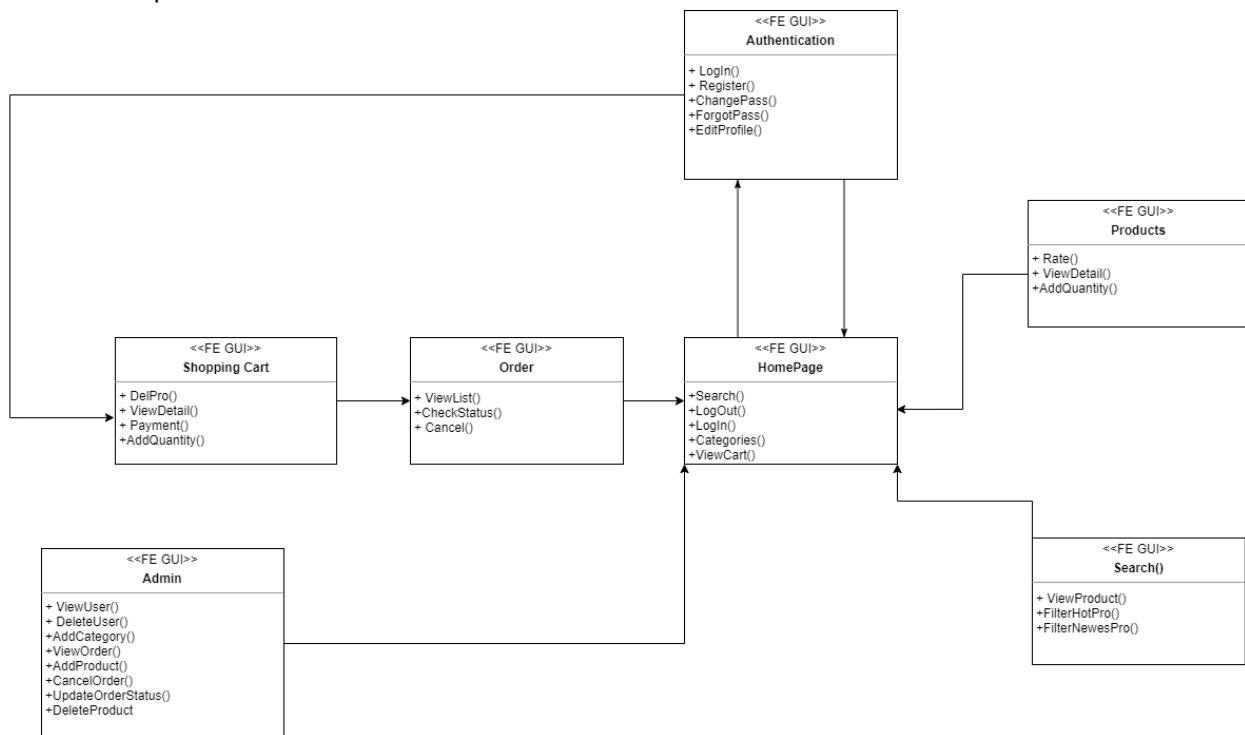 <<FE GUI>>
Authentication
+ LogIn()
+ Register()
+ChangePass()
+ForgotPass()
+EditProfile()
<<FE GUI>>
Products
+ Rate()
+ ViewDetail()
+AddQuantity()
<<FE GUI>>
Shopping Cart
+ DelPro()
+ ViewDetail()
+ Payment()
+AddQuantity()
<<FE GUI>>
Order
+ ViewList()
+CheckStatus()
+ Cancel()
<<FE GUI>>
HomePage
+Search()
+LogOut()
+LogIn()
+Categories()
+ViewCart()
<<FE GUI>>
Admin
+ ViewUser()
+ DeleteUser()
+AddCategory()
+ViewOrder()
+AddProduct()
+CancelOrder()
+UpdateOrderStatus()
+DeleteProduct
<<FE GUI>>
Search()
+ ViewProduct()
+FilterHotPro()
+FilterNewesPro()